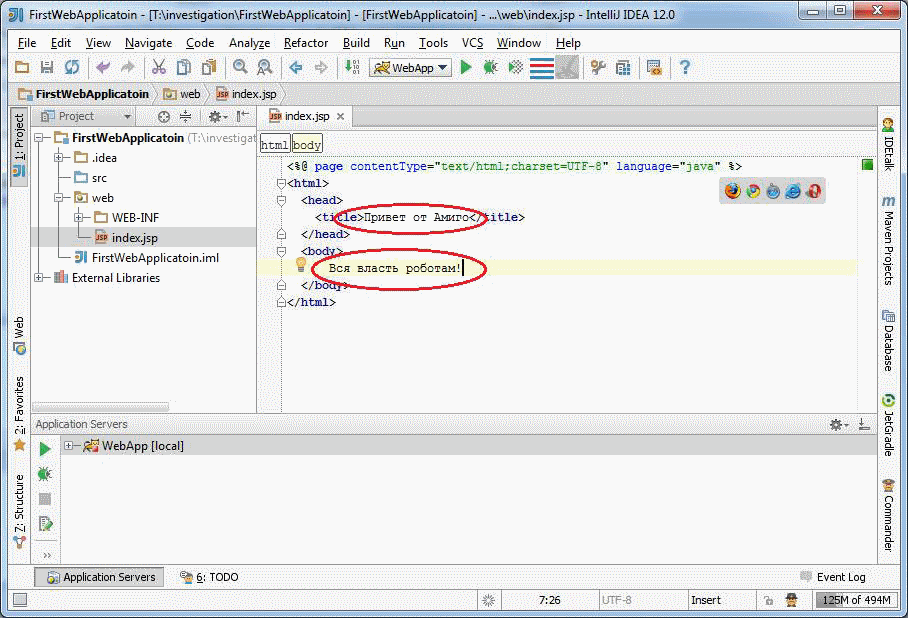 FirstWebApplicatoin - [T:\investigation\FirstWebApplicatoin] - [FirstWebApplicatoin] - ...\web\index.jsp - IntelliJ IDEA 12.0
File Edit View Navigate Code Analyze Refactor Build Run Tools VCS Window Help
WebApp
FirstWebApplicatoin web index.jsp
1: Project
Project
index.jsp
FirstWebApplicatoin (T:\investigat
.idea
src
web
WEB-INF
index.jsp
FirstWebApplicatoin.iml
External Libraries
html body
<%@ page contentType="text/html;charset=UTF-8" language="java" %>
<html>
<head>
<title>Привет от Амиго</title>
</head>
<body>
Вся власть роботам!
</body>
</html>
IDEtalk
Maven Projects
Database
JetGrade
Commander
Web
2: Favorites
Z: Structure
Application Servers
WebApp [local]
Application Servers 6: TODO Event Log
7:26 UTF-8 Insert 125M of 494M